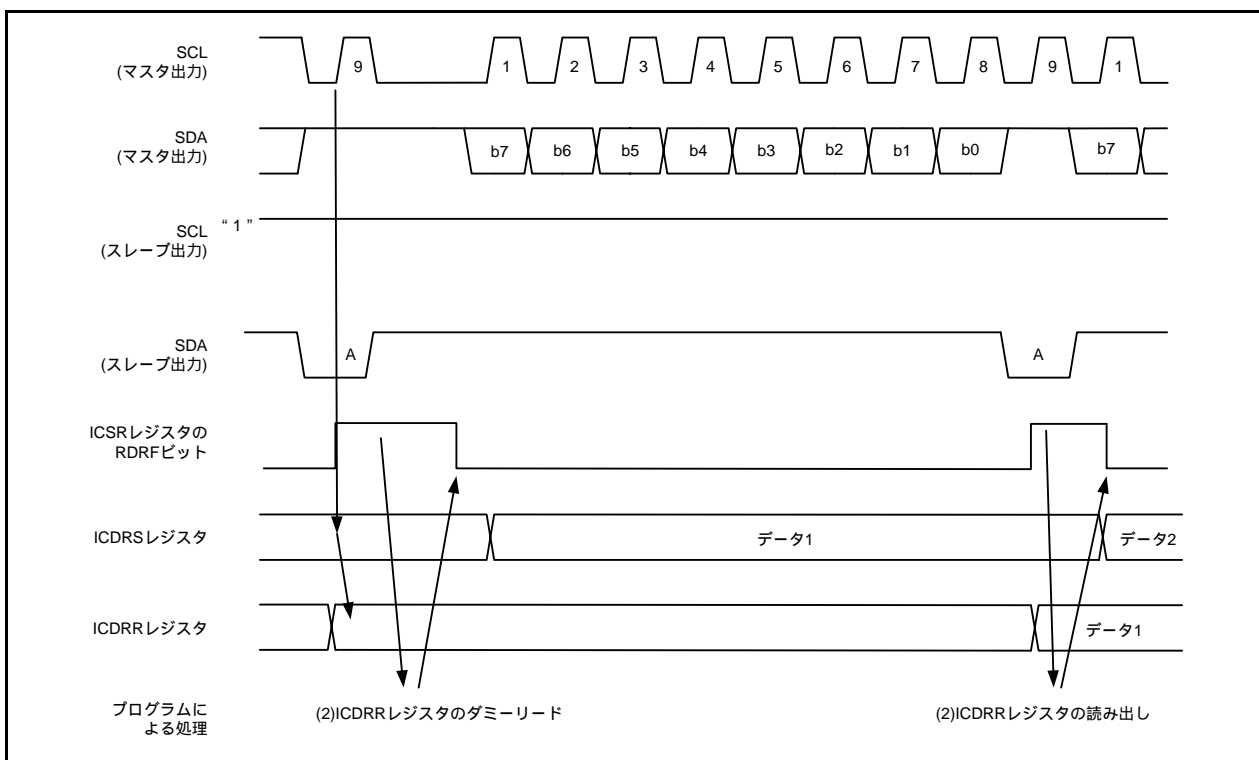 SCL
(マスタ出力)
9 1 2 3 4 5 6 7 8 9 1
SDA
(マスタ出力)
b7 b6 b5 b4 b3 b2 b1 b0 b7
SCL
(スレーブ出力)
“ 1 ”
SDA
(スレーブ出力)
A A
ICSRレジスタの
RDRFビット
ICDRSレジスタ
データ1 データ2
ICDRRレジスタ
データ1
プログラムに
よる処理
(2)ICDRRレジスタのダミーリード (2)ICDRRレジスタの読み出し